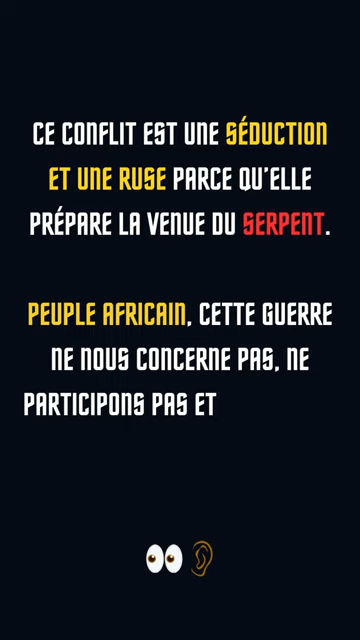 CE CONFLIT EST UNE SÉDUCTION
ET UNE RUSE PARCE QU'ELLE
PRÉPARE LA VENUE DU SERPENT.
PEUPLE AFRICAIN, CETTE GUERRE
NE NOUS CONCERNE PAS, NE
PARTICIPONS PAS ET